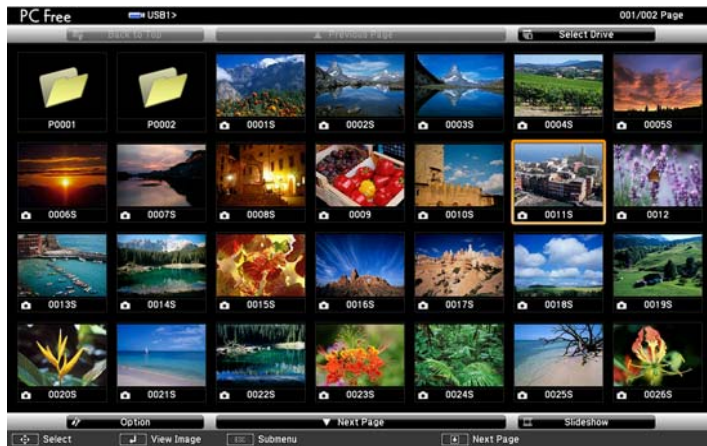 PC Free USB1> 001/002 Page
Back to Top Previous Page Select Drive
P0001 P0002 0001S 0002S 0003S 0004S 0005S
0006S 0007S 0008S 0009 0010S 0011S 0012
0013S 0014S 0015S 0016S 0017S 0018S 0019S
0020S 0021S 0022S 0023S 0024S 0025S 0026S
Option Next Page Slideshow
Select View Image ESC Submenu Next Page